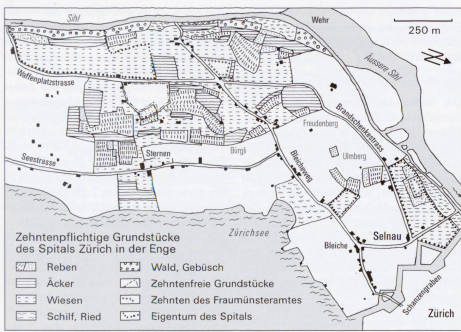 Sihl
Wehr
250 m
Äussere Sihl
Waffenplatzstrasse
Brandschenkestrasse
Freudenberg
Sternen
Bürgli
Bleicheweg
Ulmberg
Seestrasse
Zürichsee
Bleiche
Selnau
Schanzengraben
Zürich
Zehntenpflichtige Grundstücke
des Spitals Zürich in der Enge
Reben
Äcker
Wiesen
Schilf, Ried
Wald, Gebüsch
Zehntenfreie Grundstücke
Zehnten des Fraumünsteramtes
Eigentum des Spitals